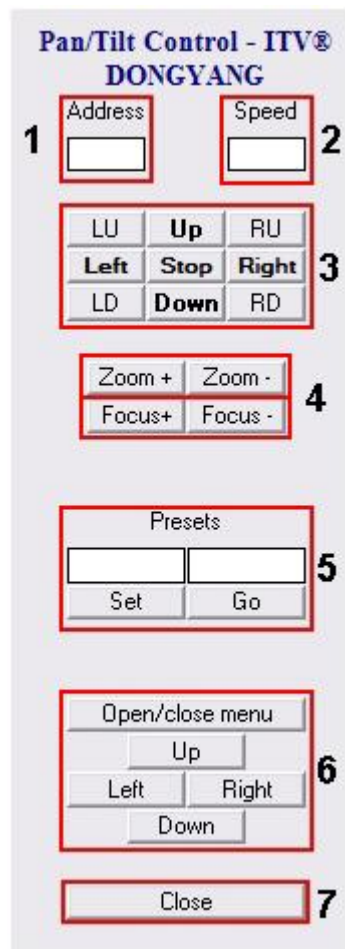 Pan/Tilt Control - ITV®
DONGYANG
1 Address Speed 2
LU Up RU
Left Stop Right 3
LD Down RD
Zoom + Zoom - 4
Focus+ Focus -
Presets
5
Set Go
Open/close menu
Up
6
Left Right
Down
Close 7